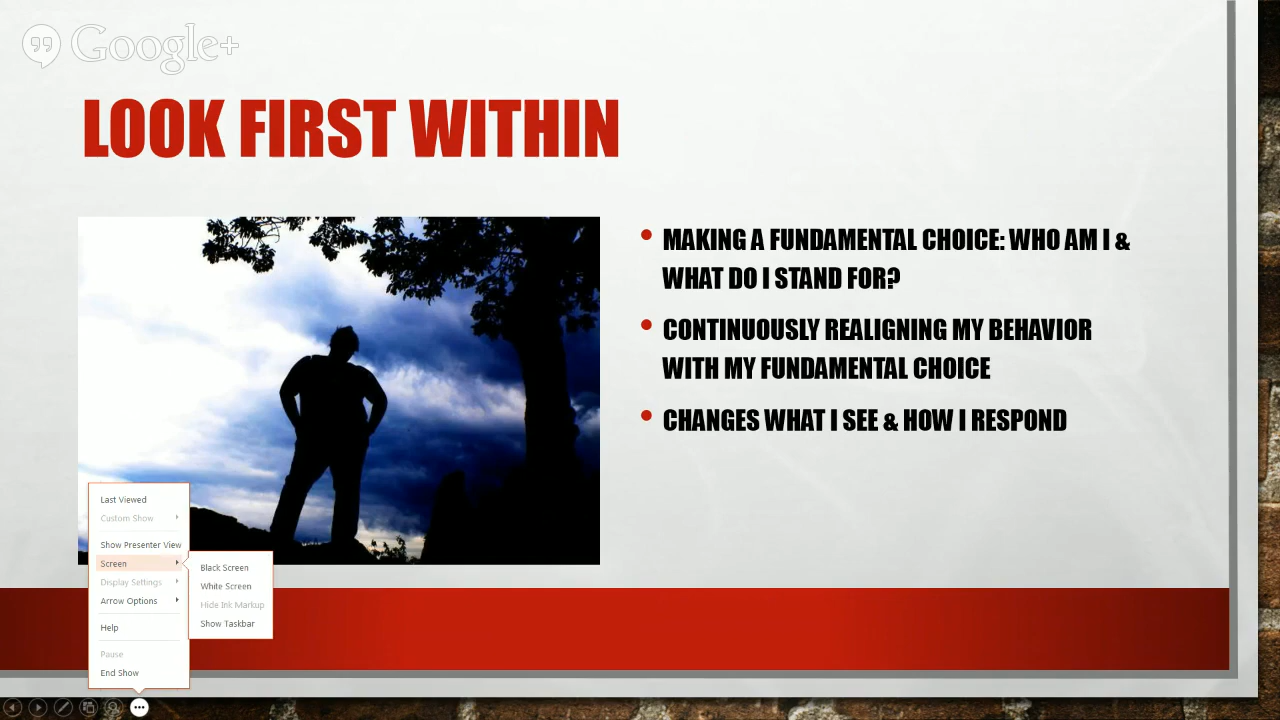 Google+
LOOK FIRST WITHIN
MAKING A FUNDAMENTAL CHOICE: WHO AM I &
WHAT DO I STAND FOR?
CONTINUOUSLY REALIGNING MY BEHAVIOR
WITH MY FUNDAMENTAL CHOICE
CHANGES WHAT I SEE & HOW I RESPOND
Last Viewed
Custom Show
Show Presenter View
Screen
Display Settings
Arrow Options
Help
Pause
End Show
Black Screen
White Screen
Hide Ink Markup
Show Taskbar